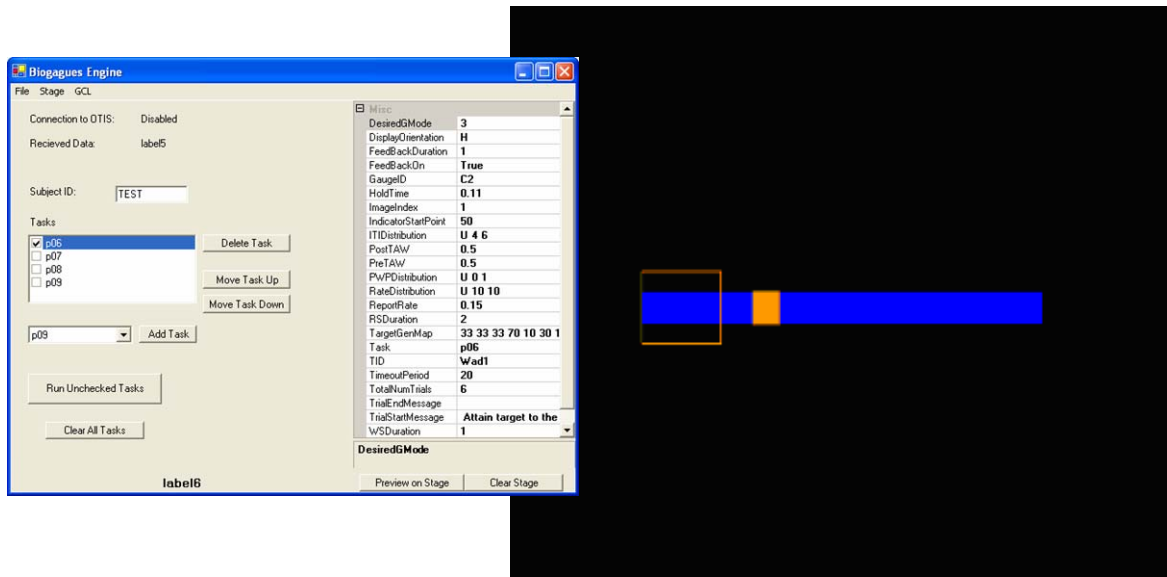 Biogagues Engine
File Stage GCL
Connection to OTIS: Disabled
Recieved Data: label5
Subject ID: TEST
Tasks
p06
p07
p08
p09
Delete Task
Move Task Up
Move Task Down
p09 Add Task
Run Unchecked Tasks
Clear All Tasks
label6
Misc
DesiredGMode 3
DisplayOrientation H
FeedBackDuration 1
FeedBackOn True
GaugeID C2
HoldTime 0.11
ImageIndex 1
IndicatorStartPoint 50
ITIDistribution U 4 6
PostTAW 0.5
PreTAW 0.5
PWPDistribution U 0 1
RateDistribution U 10 10
ReportRate 0.15
RSDuration 2
TargetGenMap 33 33 33 70 10 30 1
Task p06
TID Wad1
TimeoutPeriod 20
TotalNumTrials 6
TrialEndMessage
TrialStartMessage Attain target to the
WSDuration 1
DesiredGMode
Preview on Stage Clear Stage